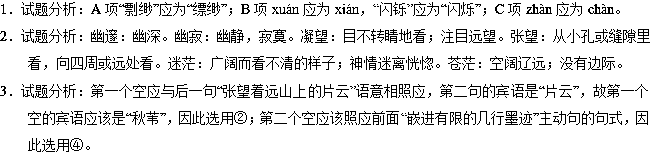 1．试题分析：A 项“剽缈”应为“缥缈”；B 项 xuán 应为 xián，“闪铄”应为“闪烁”；C 项 zhàn 应为 chàn。
2．试题分析：幽邃：幽深。幽寂：幽静，寂寞。凝望：目不转睛地看；注目远望。张望：从小孔或缝隙里
看，向四周或远处看。迷茫：广阔而看不清的样子；神情迷离恍惚。苍茫：空阔辽远；没有边际。
3．试题分析：第一个空应与后一句“张望着远山上的片云”语意相照应，第二句的宾语是“片云”，故第一个
空的宾语应该是“秋苇”，因此选用②；第二个空应该照应前面“嵌进有限的几行墨迹”主动句的句式，因
此选用④。